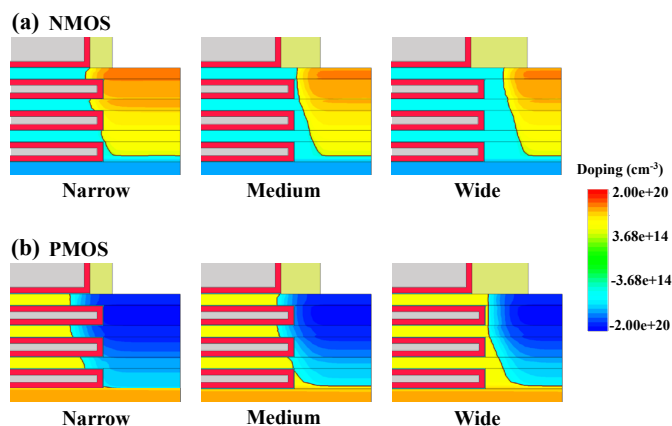 (a) NMOS
Narrow Medium Wide
Doping (cm-3)
2.00e+20
3.68e+14
-3.68e+14
-2.00e+20
(b) PMOS
Narrow Medium Wide